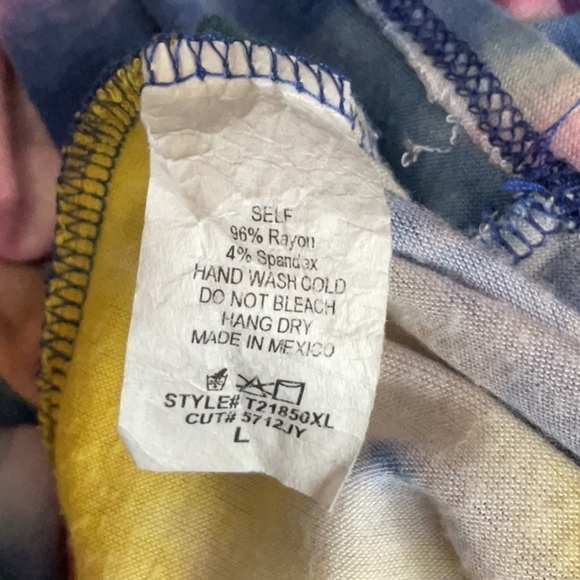 SELF
96% Rayon
4% Spandex
HAND WASH COLD
DO NOT BLEACH
HANG DRY
MADE IN MEXICO
STYLE# T21850XL
CUT# 5712JY
L